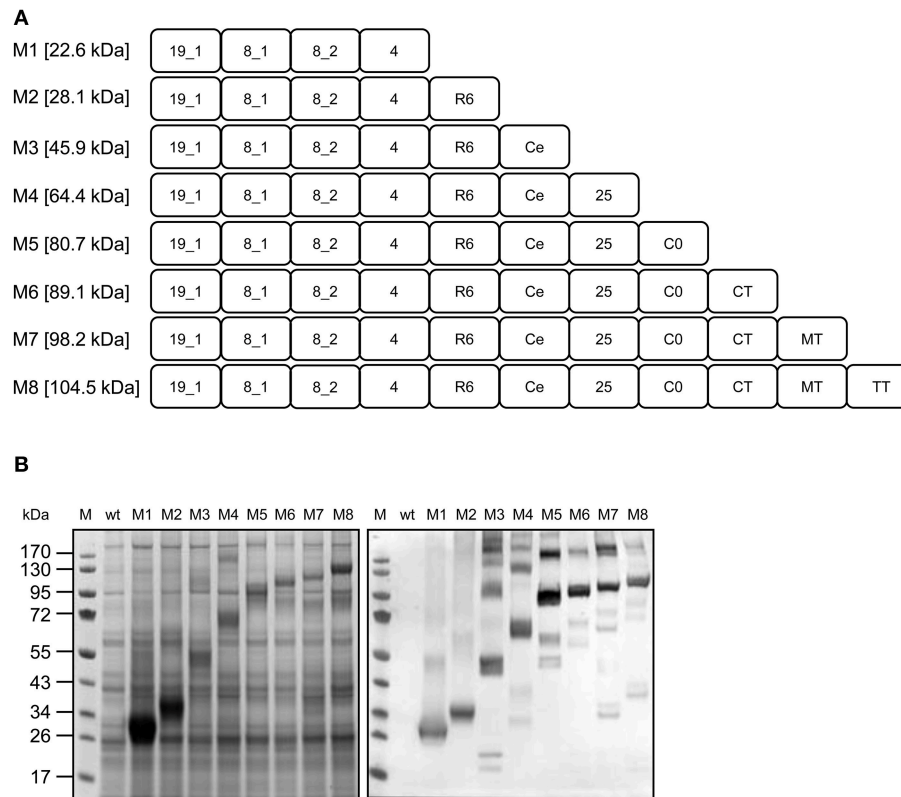 A
M1 [22.6 kDa] 19_1 8_1 8_2 4
M2 [28.1 kDa] 19_1 8_1 8_2 4 R6
M3 [45.9 kDa] 19_1 8_1 8_2 4 R6 Ce
M4 [64.4 kDa] 19_1 8_1 8_2 4 R6 Ce 25
M5 [80.7 kDa] 19_1 8_1 8_2 4 R6 Ce 25 C0
M6 [89.1 kDa] 19_1 8_1 8_2 4 R6 Ce 25 C0 CT
M7 [98.2 kDa] 19_1 8_1 8_2 4 R6 Ce 25 C0 CT MT
M8 [104.5 kDa] 19_1 8_1 8_2 4 R6 Ce 25 C0 CT MT TT
B
kDa M wt M1 M2 M3 M4 M5 M6 M7 M8 M wt M1 M2 M3 M4 M5 M6 M7 M8
170
130
95
72
55
43
34
26
17